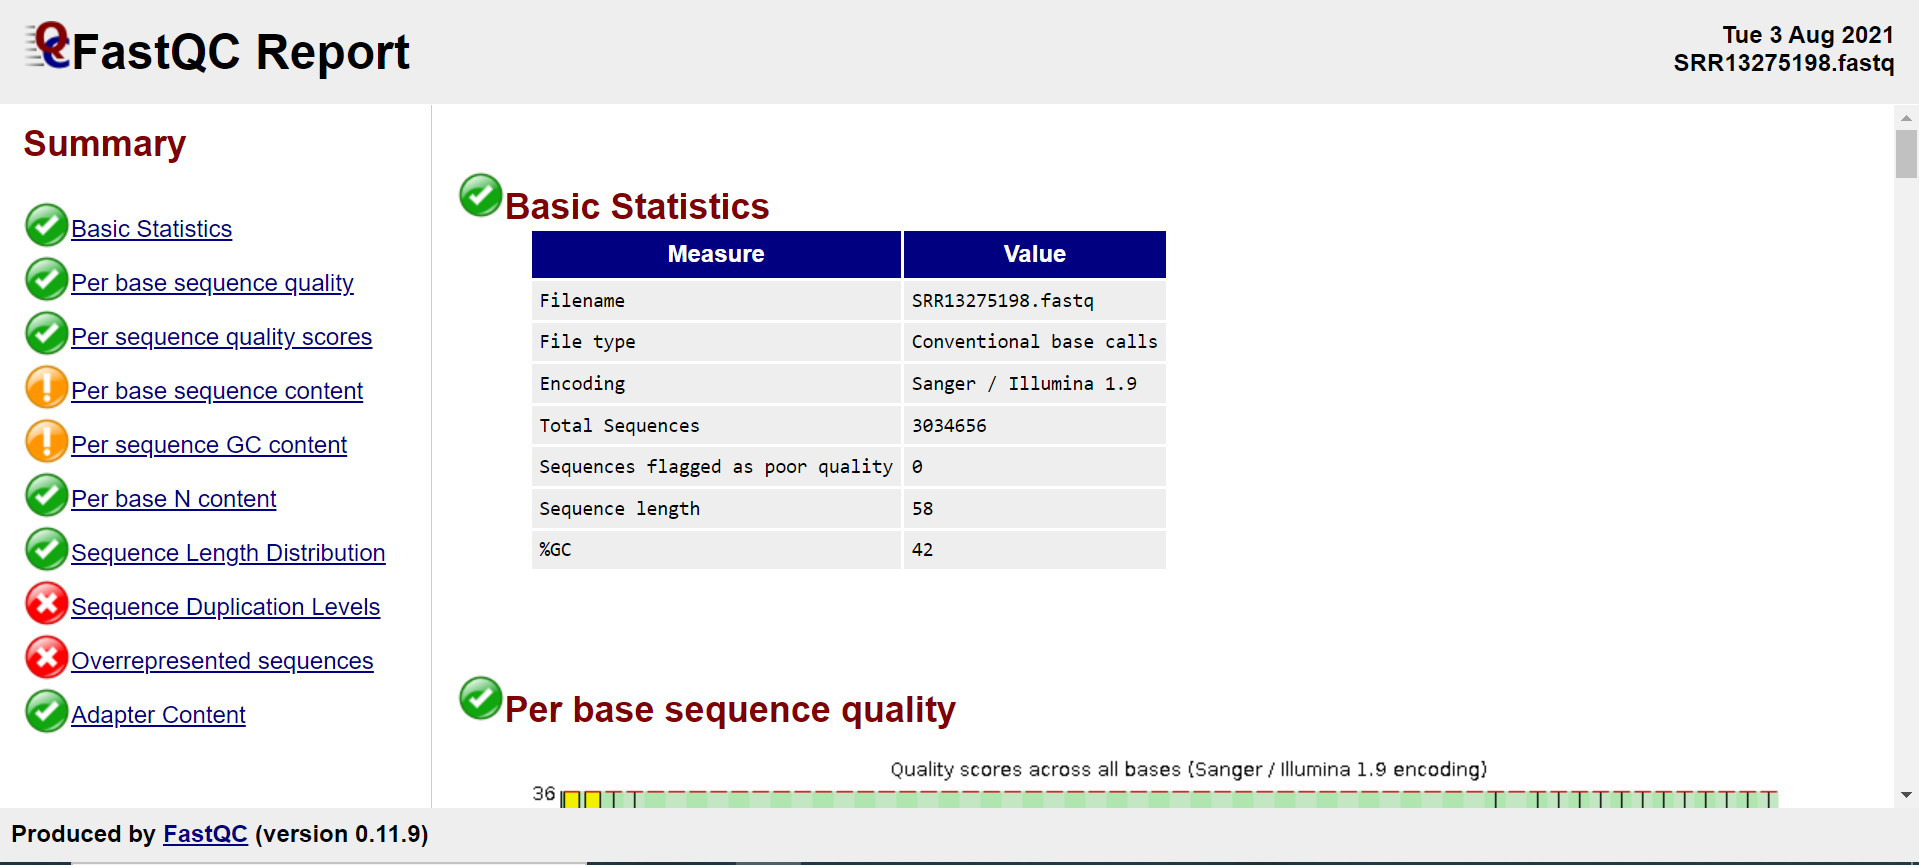 FastQC Report
Tue 3 Aug 2021
SRR13275198.fastq
Summary
Basic Statistics
Per base sequence quality
Per sequence quality scores
Per base sequence content
Per sequence GC content
Per base N content
Sequence Length Distribution
Sequence Duplication Levels
Overrepresented sequences
Adapter Content
Basic Statistics
Measure Value
Filename SRR13275198.fastq
File type Conventional base calls
Encoding Sanger / Illumina 1.9
Total Sequences 3034656
Sequences flagged as poor quality 0
Sequence length 58
%GC 42
Per base sequence quality
Quality scores across all bases (Sanger / Illumina 1.9 encoding)
36
Produced by FastQC (version 0.11.9)